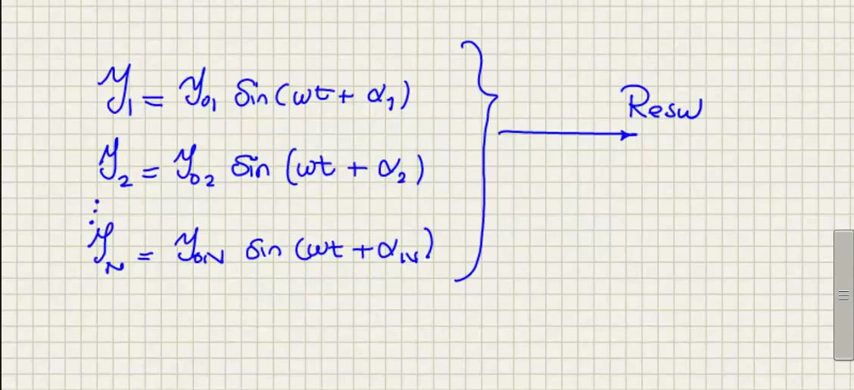 y₁ = y₀₁ sin(ωt + α₁)
Resu
y₂ = y₀₂ sin (ωt + α₂)
⋮
y_N = y₀N sin (ωt + α_N)